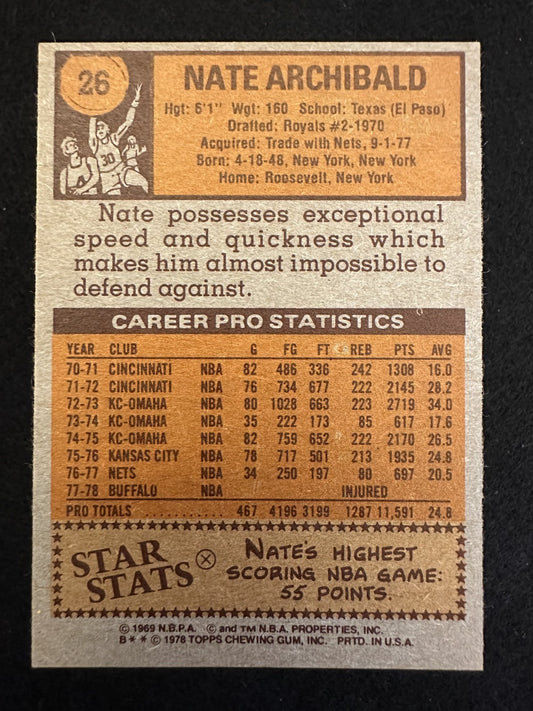 26
NATE ARCHIBALD
Hgt: 6'1" Wgt: 160 School: Texas (El Paso)
Drafted: Royals #2-1970
Acquired: Trade with Nets, 9-1-77
Born: 4-18-48, New York, New York
Home: Roosevelt, New York
30
Nate possesses exceptional
speed and quickness which
makes him almost impossible to
defend against.
CAREER PRO STATISTICS
YEAR CLUB G FG FT REB PTS AVG
70-71 CINCINNATI NBA 82 486 336 242 1308 16.0
71-72 CINCINNATI NBA 76 734 677 222 2145 28.2
72-73 KC-OMAHA NBA 80 1028 663 223 2719 34.0
73-74 KC-OMAHA NBA 35 222 173 85 617 17.6
74-75 KC-OMAHA NBA 82 759 652 222 2170 26.5
75-76 KANSAS CITY NBA 78 717 501 213 1935 24.8
76-77 NETS NBA 34 250 197 80 697 20.5
77-78 BUFFALO NBA INJURED
PRO TOTALS ............ 467 4196 3199 1287 11,591 24.8
STAR
STATS
NATE'S HIGHEST
SCORING NBA GAME:
55 POINTS.
© 1969 N.B.P.A. © and TM N.B.A. PROPERTIES, INC.
B** © 1978 TOPPS CHEWING GUM, INC. PRTD. IN U.S.A.